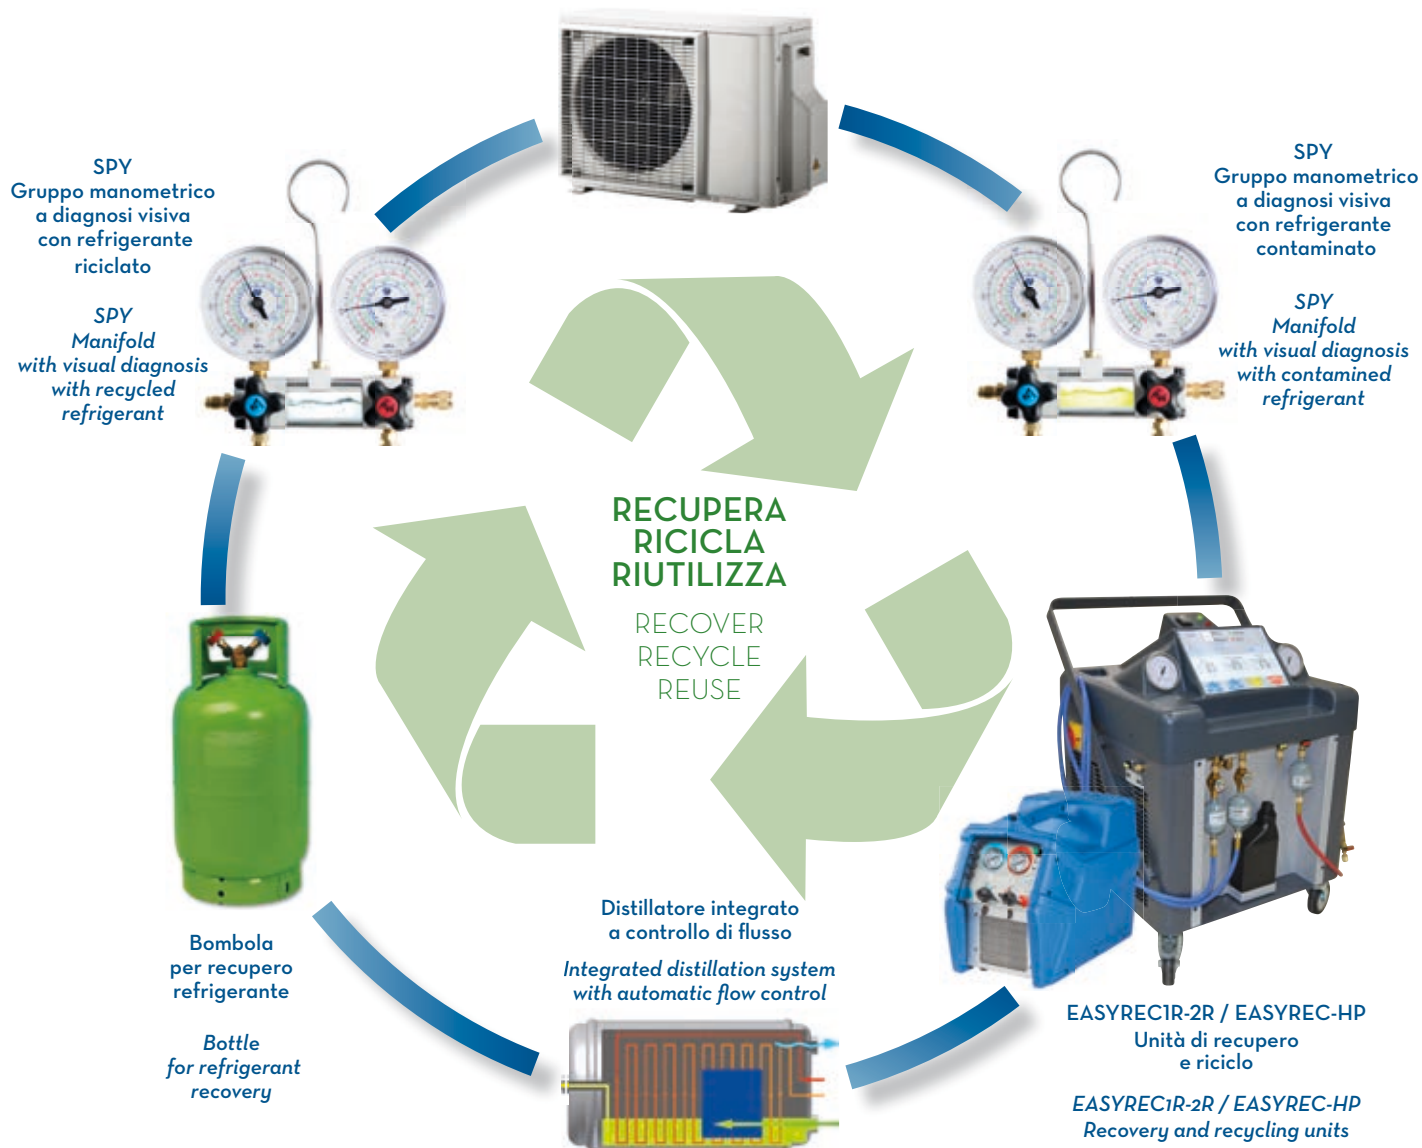 SPY
Gruppo manometrico
a diagnosi visiva
con refrigerante
riciclato
SPY
Manifold
with visual diagnosis
with recycled
refrigerant
SPY
Gruppo manometrico
a diagnosi visiva
con refrigerante
contaminato
SPY
Manifold
with visual diagnosis
with contamined
refrigerant
RECUPERA
RICICLA
RIUTILIZZA
RECOVER
RECYCLE
REUSE
Bombola
per recupero
refrigerante
Bottle
for refrigerant
recovery
Distillatore integrato
a controllo di flusso
Integrated distillation system
with automatic flow control
EASYREC1R-2R / EASYREC-HP
Unità di recupero
e riciclo
EASYREC1R-2R / EASYREC-HP
Recovery and recycling units